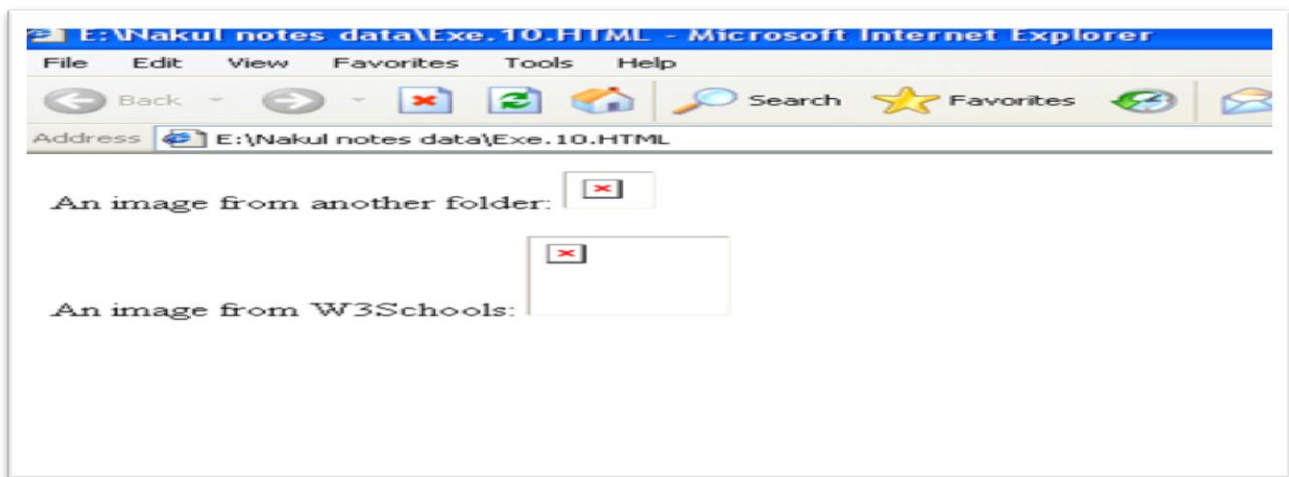 E:\Nakul notes data\Exe.10.HTML - Microsoft Internet Explorer
File Edit View Favorites Tools Help
Back Search Favorites
Address E:\Nakul notes data\Exe.10.HTML
An image from another folder:
An image from W3Schools: